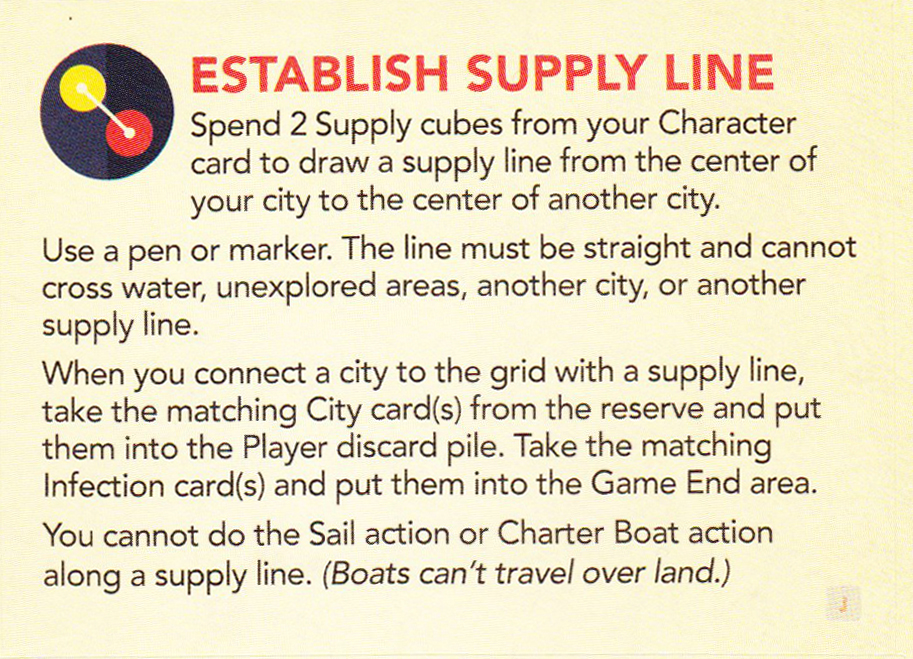 ESTABLISH SUPPLY LINE
Spend 2 Supply cubes from your Character
card to draw a supply line from the center of
your city to the center of another city.
Use a pen or marker. The line must be straight and cannot
cross water, unexplored areas, another city, or another
supply line.
When you connect a city to the grid with a supply line,
take the matching City card(s) from the reserve and put
them into the Player discard pile. Take the matching
Infection card(s) and put them into the Game End area.
You cannot do the Sail action or Charter Boat action
along a supply line. (Boats can't travel over land.)